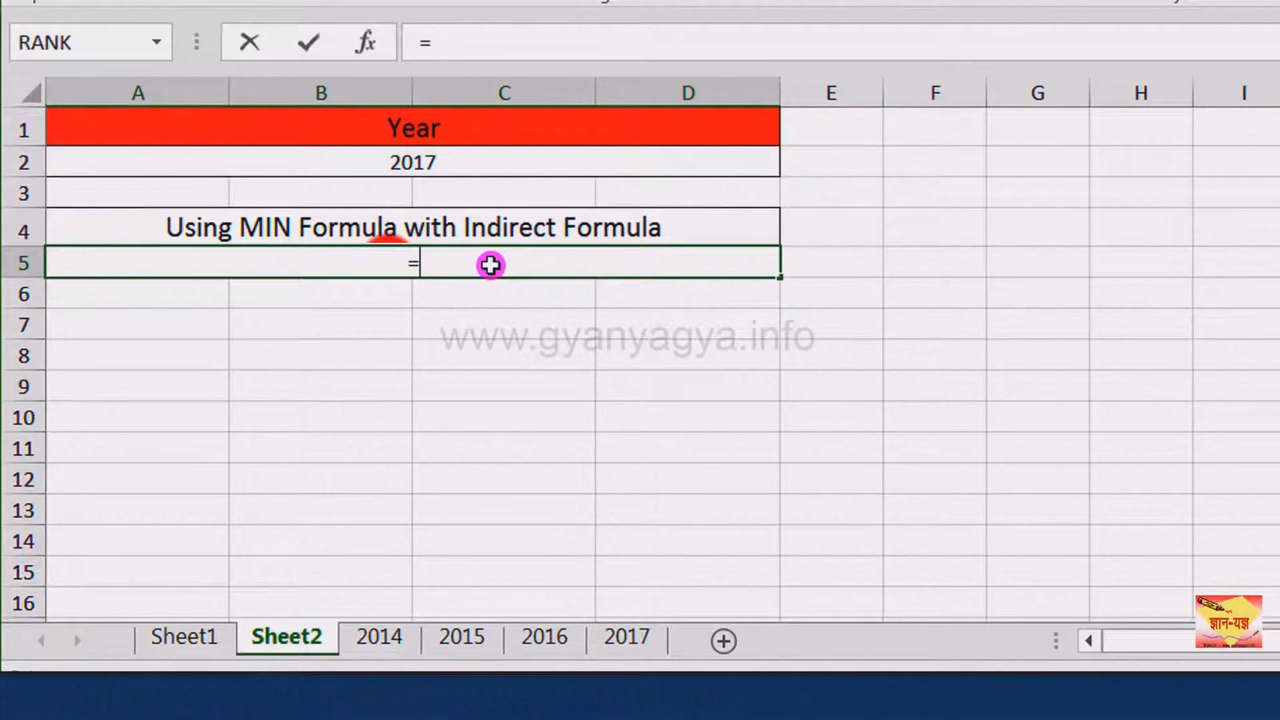 RANK
fx
=
A B C D E F G H I
1 Year
2 2017
3
4 Using MIN Formula with Indirect Formula
5 =
6
7
www.gyanyagya.info
8
9
10
11
12
13
14
15
16
ज्ञान-यज्ञ
Sheet1 Sheet2 2014 2015 2016 2017